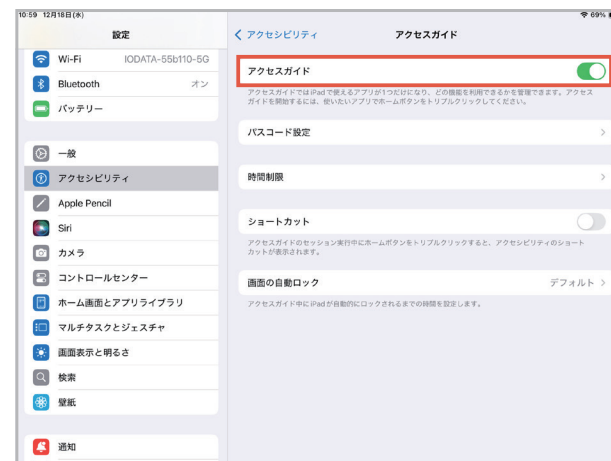 10:59 12月18日(水)
69%
設定
Wi-Fi IODATA-55b110-5G
Bluetooth オン
バッテリー
一般
アクセシビリティ
Apple Pencil
Siri
カメラ
コントロールセンター
ホーム画面とアプリライブラリ
マルチタスクとジェスチャ
画面表示と明るさ
検索
壁紙
通知
アクセシビリティ アクセスガイド
アクセスガイド
アクセスガイドではiPadで使えるアプリが1つだけになり、どの機能を利用できるかを管理できます。アクセス
ガイドを開始するには、使いたいアプリでホームボタンをトリプルクリックしてください。
パスコード設定
時間制限
ショートカット
アクセスガイドのセッション実行中にホームボタンをトリプルクリックすると、アクセシビリティのショート
カットが表示されます。
画面の自動ロック デフォルト
アクセスガイド中にiPadが自動的にロックされるまでの時間を設定します。